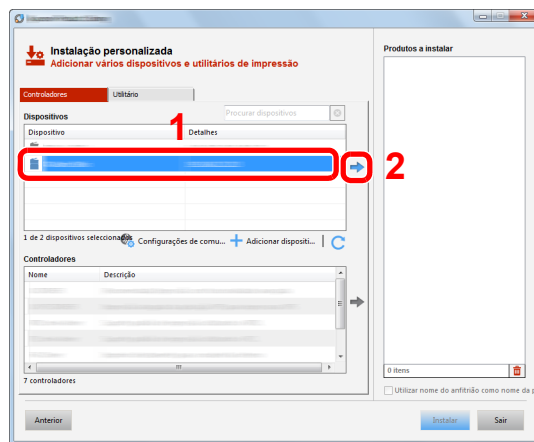 Instalação personalizada
Adicionar vários dispositivos e utilitários de impressão
Produtos a instalar
Controladores
Utilitário
Dispositivos
Procurar dispositivos
1
Dispositivo
Detalhes
2
1 de 2 dispositivos seleccionados
Configurações de comu...
Adicionar dispositi...
Controladores
Nome
Descrição
7 controladores
0 itens
Utilizar nome do anfitrião como nome da p
Anterior
Instalar
Sair